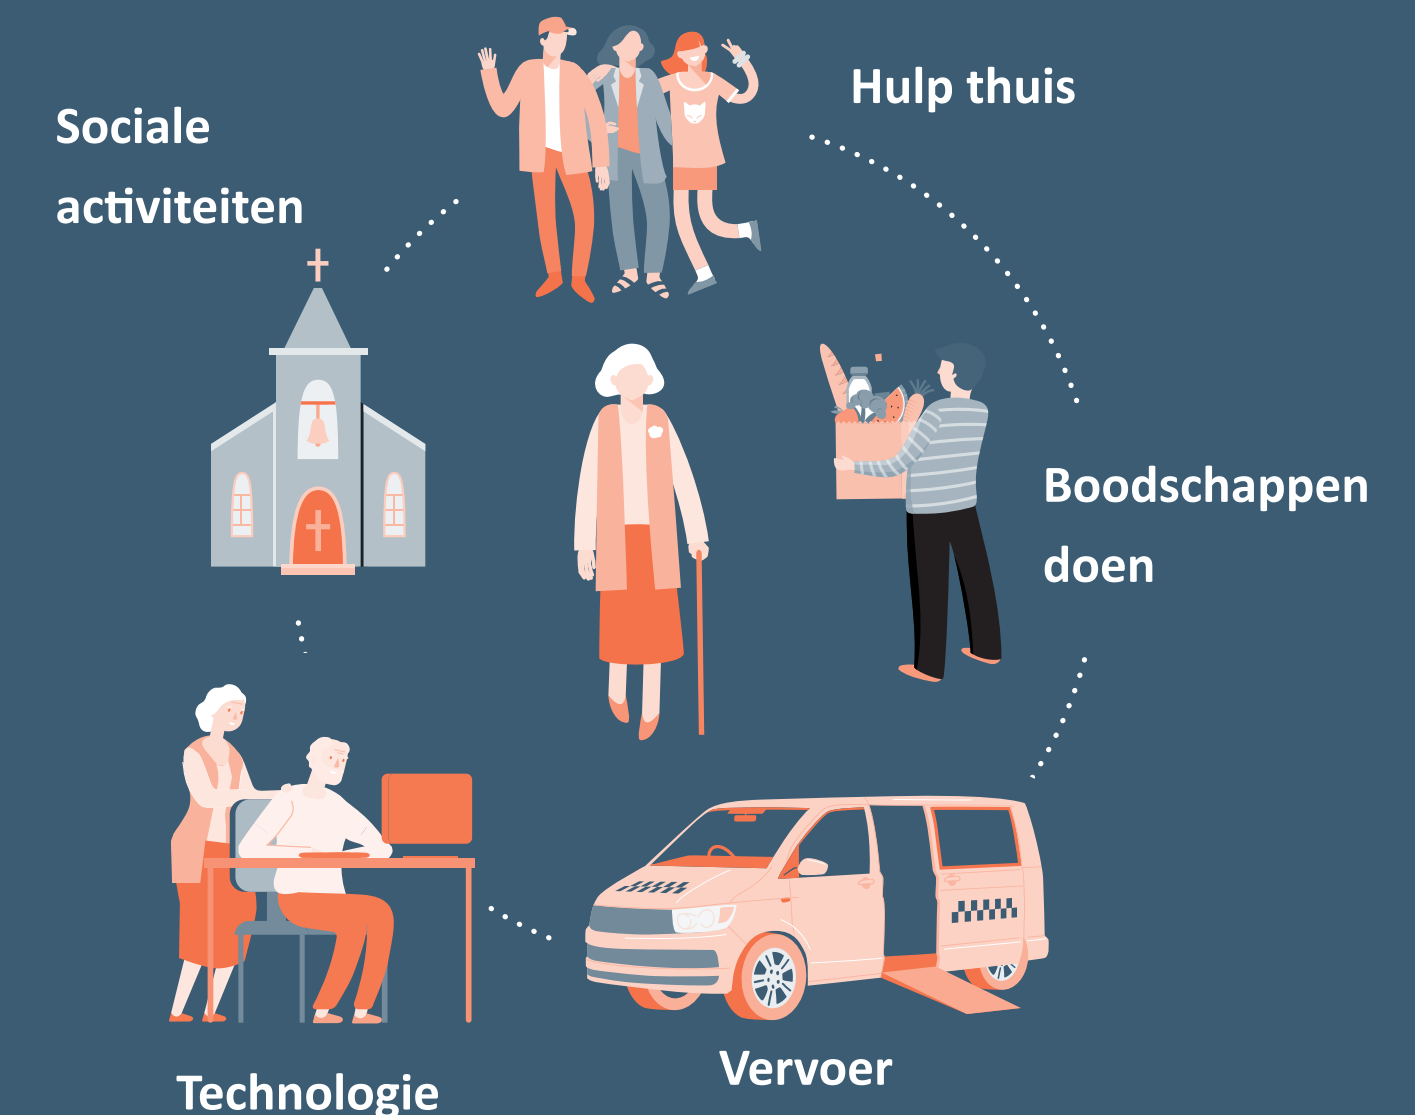 Hulp thuis
Sociale
activiteiten
Boodschappen
doen
Vervoer
Technologie